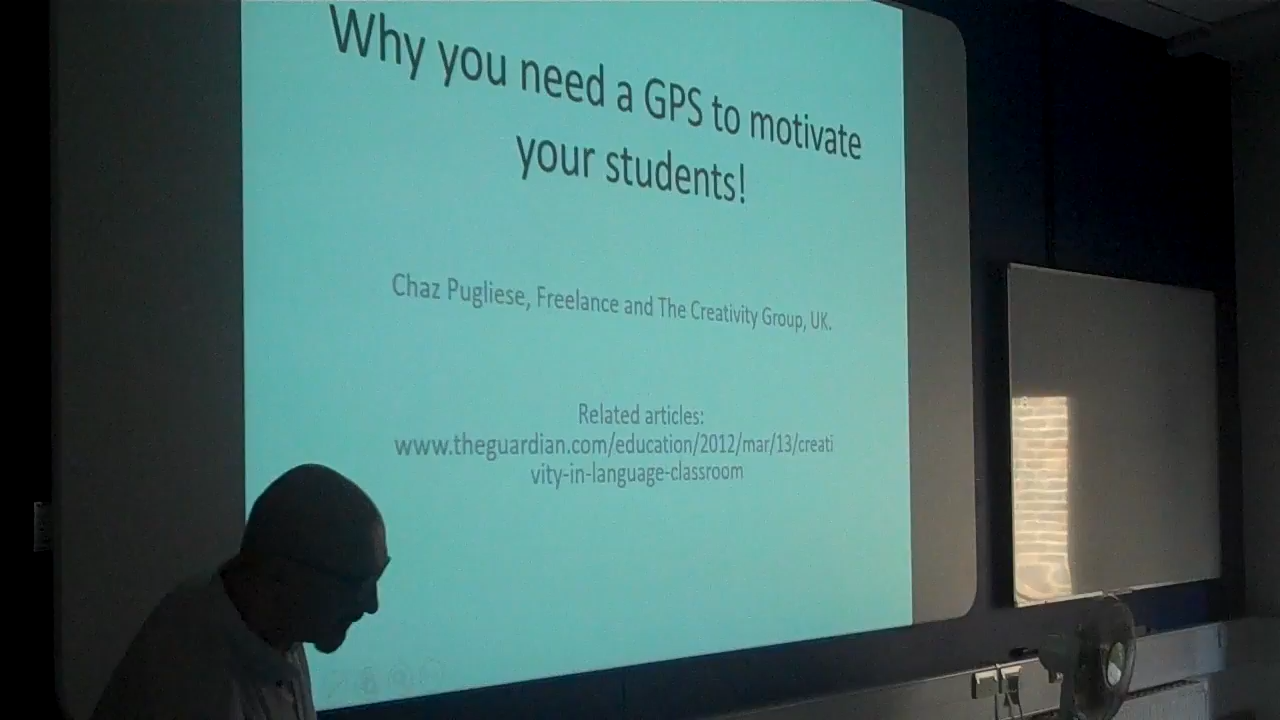 Why you need a GPS to motivate
your students!
Chaz Pugliese, Freelance and The Creativity Group, UK.
Related articles:
www.theguardian.com/education/2012/mar/13/creati
vity-in-language-classroom